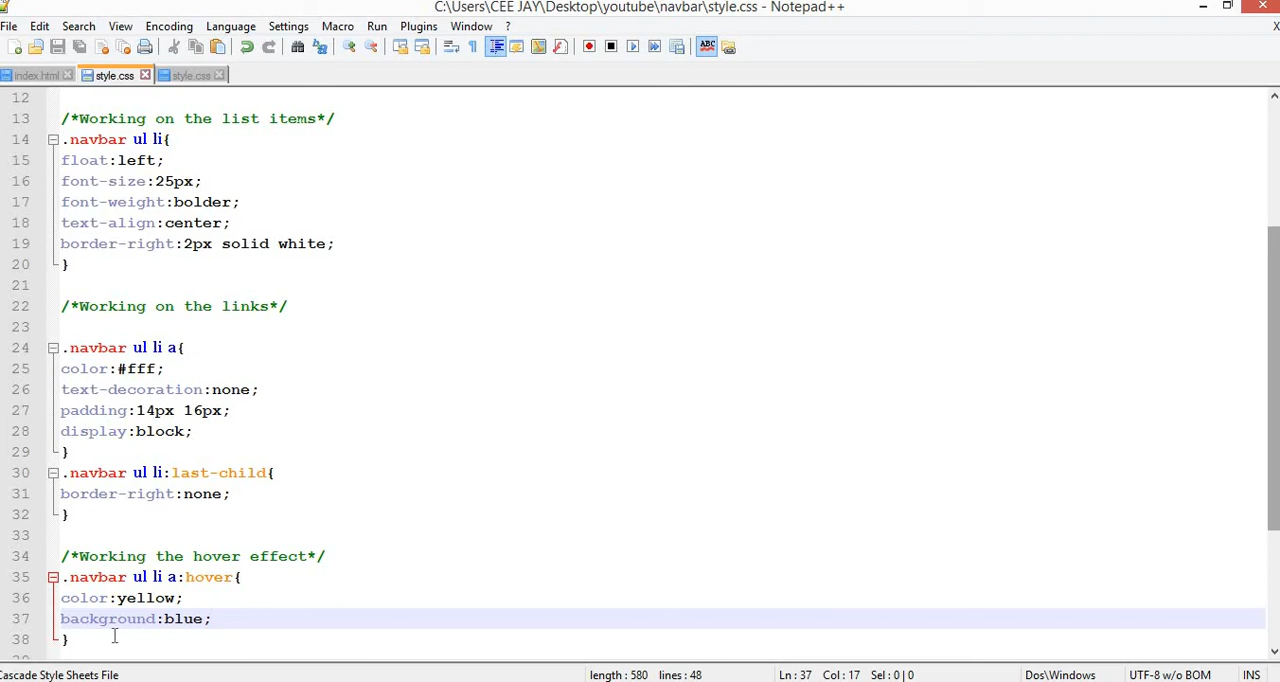 C:\Users\CEE JAY\Desktop\youtube\navbar\style.css - Notepad++
File Edit Search View Encoding Language Settings Macro Run Plugins Window ?
X
ABC
index.html style.css style.css
12
13 /*Working on the list items*/
14 .navbar ul li{
15 float:left;
16 font-size:25px;
17 font-weight:bolder;
18 text-align:center;
19 border-right:2px solid white;
20 }
21
22 /*Working on the links*/
23
24 .navbar ul li a{
25 color:#fff;
26 text-decoration:none;
27 padding:14px 16px;
28 display:block;
29 }
30 .navbar ul li:last-child{
31 border-right:none;
32 }
33
34 /*Working the hover effect*/
35 .navbar ul li a:hover{
36 color:yellow;
37 background:blue;
38 }
Cascade Style Sheets File length : 580 lines : 48 Ln : 37 Col : 17 Sel : 0 | 0 Dos\Windows UTF-8 w/o BOM INS